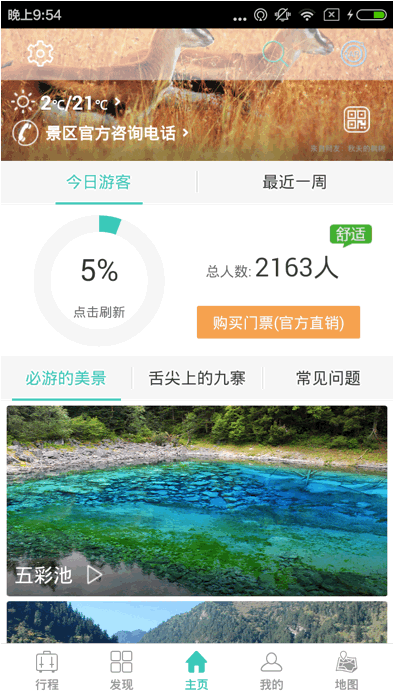 晚上9:54
2℃/21℃
景区官方咨询电话
今日游客
最近一周
5%
点击刷新
舒适
总人数: 2163人
购买门票(官方直销)
必游的美景
舌尖上的九寨
常见问题
五彩池
行程
发现
主页
我的
地图